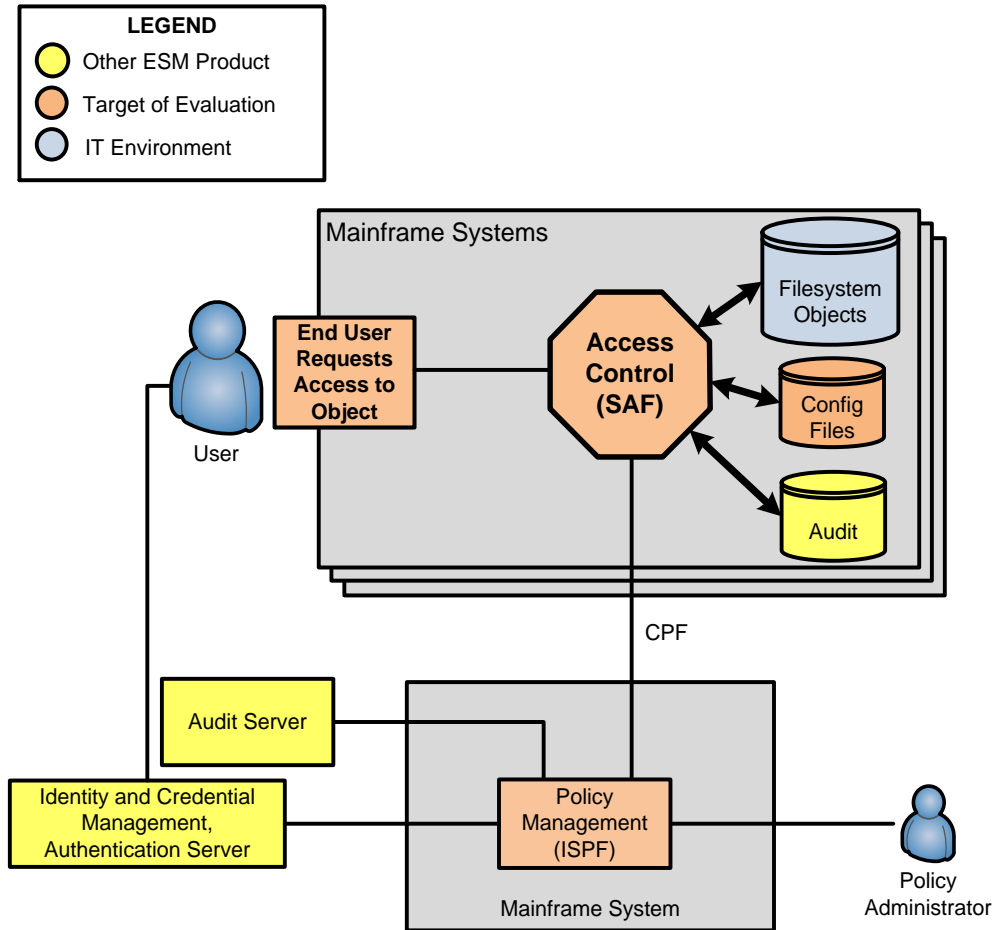 LEGEND
Other ESM Product
Target of Evaluation
IT Environment
Mainframe Systems
Filesystem
Objects
End User
Requests
Access to
Object
Access
Control
(SAF)
Config
Files
User
Audit
CPF
Audit Server
Identity and Credential
Management,
Authentication Server
Policy
Management
(ISPF)
Policy
Administrator
Mainframe System